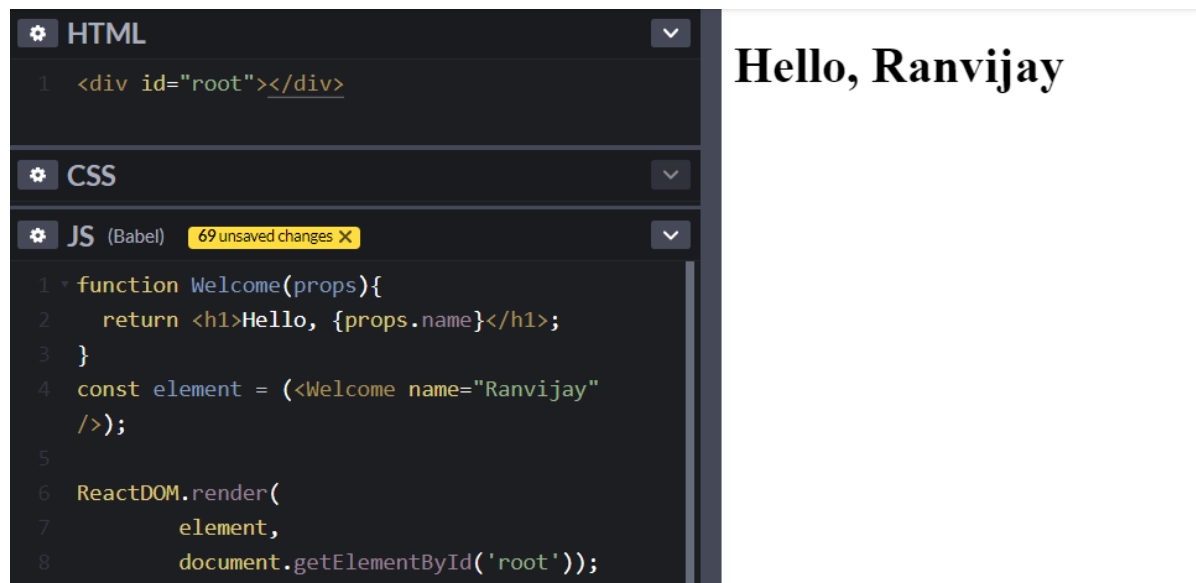 HTML
1 <div id="root"></div>
CSS
JS (Babel) 69 unsaved changes X
1 function Welcome(props){
2 return <h1>Hello, {props.name}</h1>;
3 }
4 const element = (<Welcome name="Ranvijay"
/>);
5
6 ReactDOM.render(
7 element,
8 document.getElementById('root'));
Hello, Ranvijay